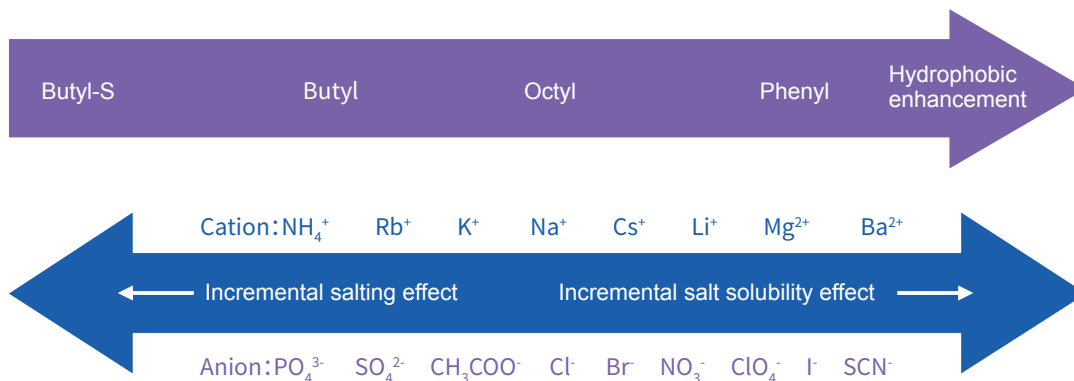 Butyl-S Butyl Octyl Phenyl Hydrophobic enhancement
Cation:NH₄⁺ Rb⁺ K⁺ Na⁺ Cs⁺ Li⁺ Mg²⁺ Ba²⁺
Incremental salting effect Incremental salt solubility effect
Anion:PO₄³⁻ SO₄²⁻ CH₃COO⁻ Cl⁻ Br⁻ NO₃⁻ ClO₄⁻ I⁻ SCN⁻